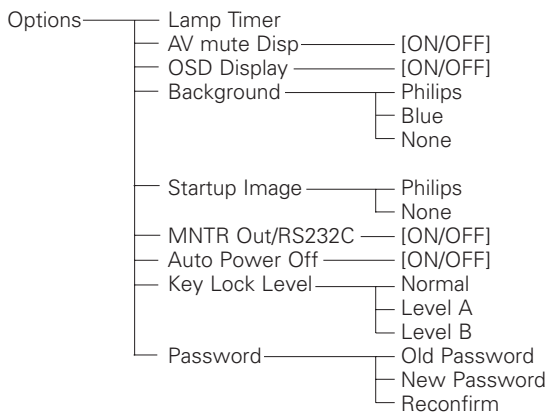 Options Lamp Timer
AV mute Disp [ON/OFF]
OSD Display [ON/OFF]
Background Philips
Blue
None
Startup Image Philips
None
MNTR Out/RS232C [ON/OFF]
Auto Power Off [ON/OFF]
Key Lock Level Normal
Level A
Level B
Password Old Password
New Password
Reconfirm